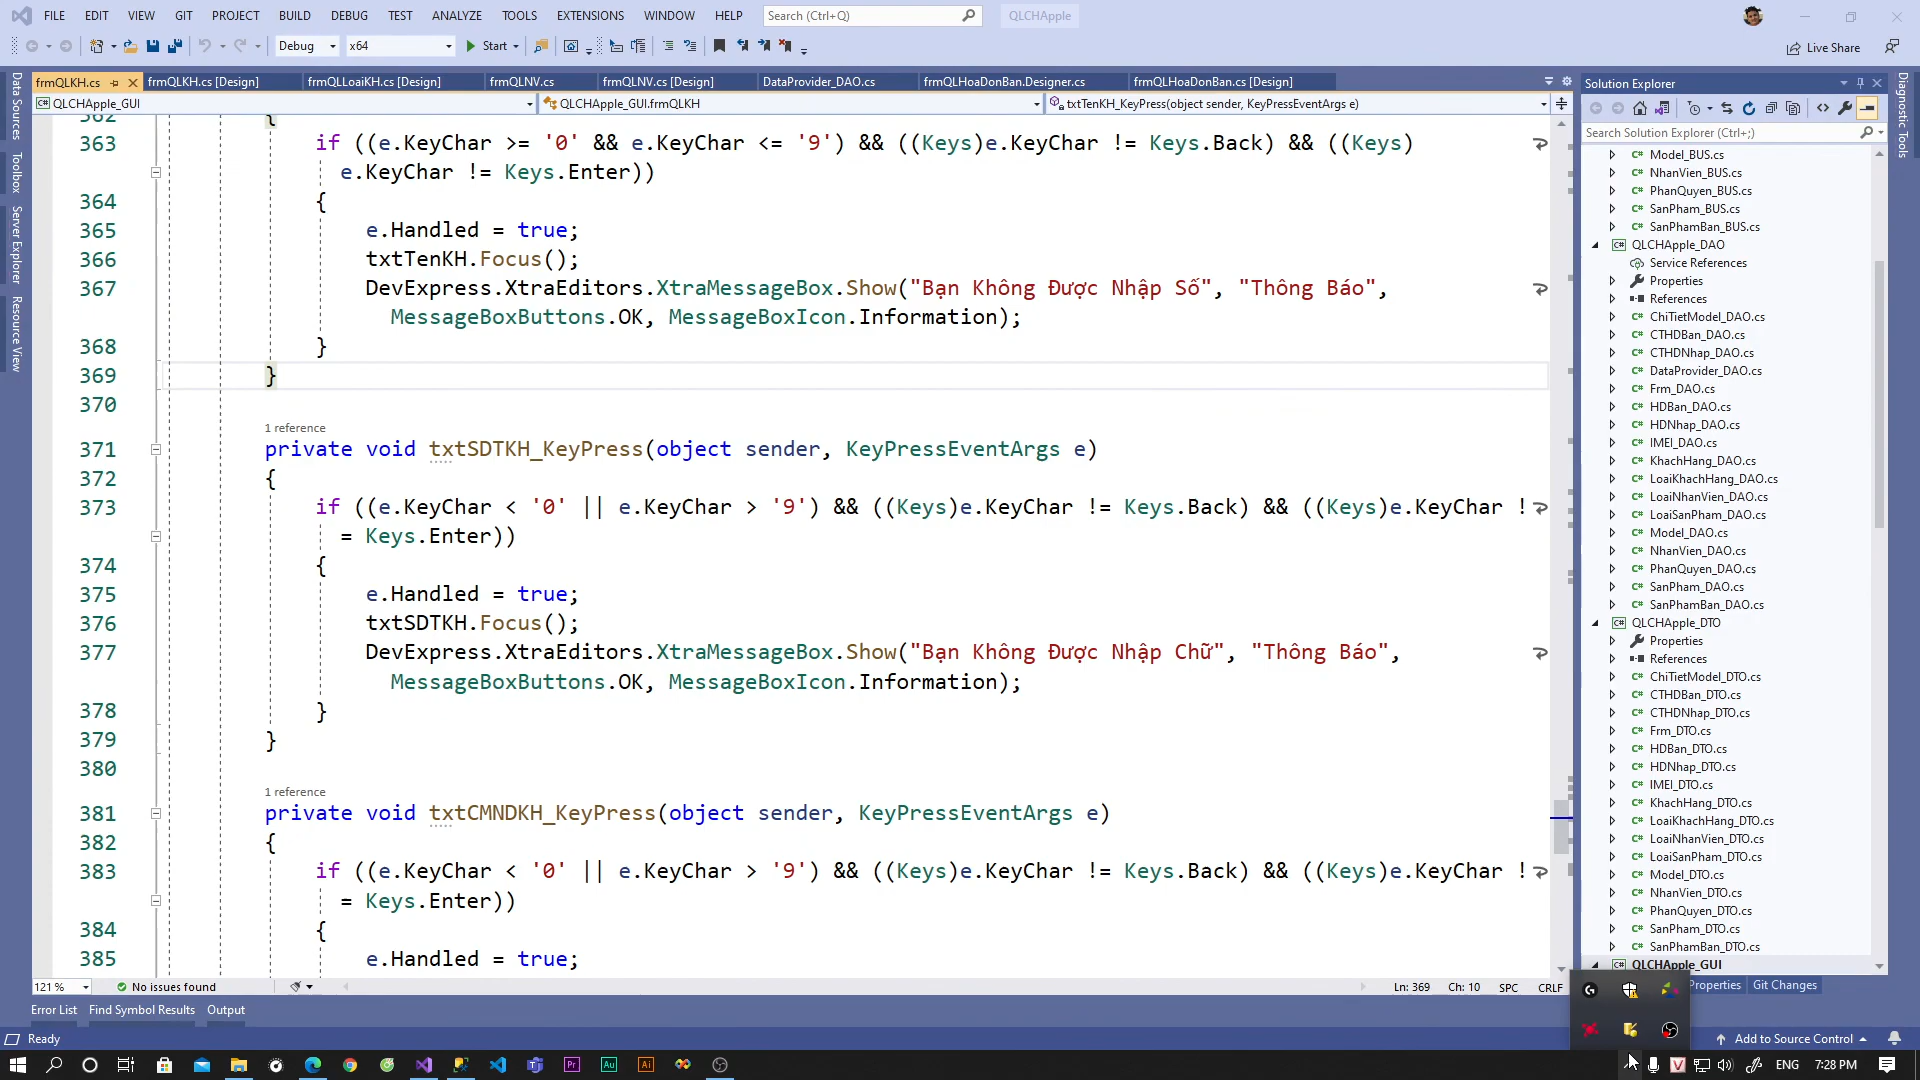 FILE EDIT VIEW GIT PROJECT BUILD DEBUG TEST ANALYZE TOOLS EXTENSIONS WINDOW HELP Search (Ctrl+Q) QLCHApple
Debug x64 Start Live Share
frmQLKH.cs frmQLKH.cs [Design] frmQLLoaiKH.cs [Design] frmQLNV.cs frmQLNV.cs [Design] DataProvider_DAO.cs frmQLHoaDonBan.Designer.cs frmQLHoaDonBan.cs [Design]
QLCHApple_GUI QLCHApple_GUI.frmQLKH txtTenKH_KeyPress(object sender, KeyPressEventArgs e)
Data Sources
Toolbox
Server Explorer
Resource View
362 {
363 if ((e.KeyChar >= '0' && e.KeyChar <= '9') && ((Keys)e.KeyChar != Keys.Back) && ((Keys)
e.KeyChar != Keys.Enter))
364 {
365 e.Handled = true;
366 txtTenKH.Focus();
367 DevExpress.XtraEditors.XtraMessageBox.Show("Bạn Không Được Nhập Số", "Thông Báo",
MessageBoxButtons.OK, MessageBoxIcon.Information);
368 }
369 }
370
1 reference
371 private void txtSDTKH_KeyPress(object sender, KeyPressEventArgs e)
372 {
373 if ((e.KeyChar < '0' || e.KeyChar > '9') && ((Keys)e.KeyChar != Keys.Back) && ((Keys)e.KeyChar !
= Keys.Enter))
374 {
375 e.Handled = true;
376 txtSDTKH.Focus();
377 DevExpress.XtraEditors.XtraMessageBox.Show("Bạn Không Được Nhập Chữ", "Thông Báo",
MessageBoxButtons.OK, MessageBoxIcon.Information);
378 }
379 }
380
1 reference
381 private void txtCMNDKH_KeyPress(object sender, KeyPressEventArgs e)
382 {
383 if ((e.KeyChar < '0' || e.KeyChar > '9') && ((Keys)e.KeyChar != Keys.Back) && ((Keys)e.KeyChar !
= Keys.Enter))
384 {
385 e.Handled = true;
121 % No issues found Ln: 369 Ch: 10 SPC CRLF
Error List Find Symbol Results Output
Ready
Solution Explorer
Search Solution Explorer (Ctrl+;)
Model_BUS.cs
NhanVien_BUS.cs
PhanQuyen_BUS.cs
SanPham_BUS.cs
SanPhamBan_BUS.cs
QLCHApple_DAO
Service References
Properties
References
ChiTietModel_DAO.cs
CTHDBan_DAO.cs
CTHDNhap_DAO.cs
DataProvider_DAO.cs
Frm_DAO.cs
HDBan_DAO.cs
HDNhap_DAO.cs
IMEI_DAO.cs
KhachHang_DAO.cs
LoaiKhachHang_DAO.cs
LoaiNhanVien_DAO.cs
LoaiSanPham_DAO.cs
Model_DAO.cs
NhanVien_DAO.cs
PhanQuyen_DAO.cs
SanPham_DAO.cs
SanPhamBan_DAO.cs
QLCHApple_DTO
Properties
References
ChiTietModel_DTO.cs
CTHDBan_DTO.cs
CTHDNhap_DTO.cs
Frm_DTO.cs
HDBan_DTO.cs
HDNhap_DTO.cs
IMEI_DTO.cs
KhachHang_DTO.cs
LoaiKhachHang_DTO.cs
LoaiNhanVien_DTO.cs
LoaiSanPham_DTO.cs
Model_DTO.cs
NhanVien_DTO.cs
PhanQuyen_DTO.cs
SanPham_DTO.cs
SanPhamBan_DTO.cs
QLCHApple_GUI
Properties Git Changes
Diagnostic Tools
Add to Source Control
Pr Au Ai V ENG 7:28 PM